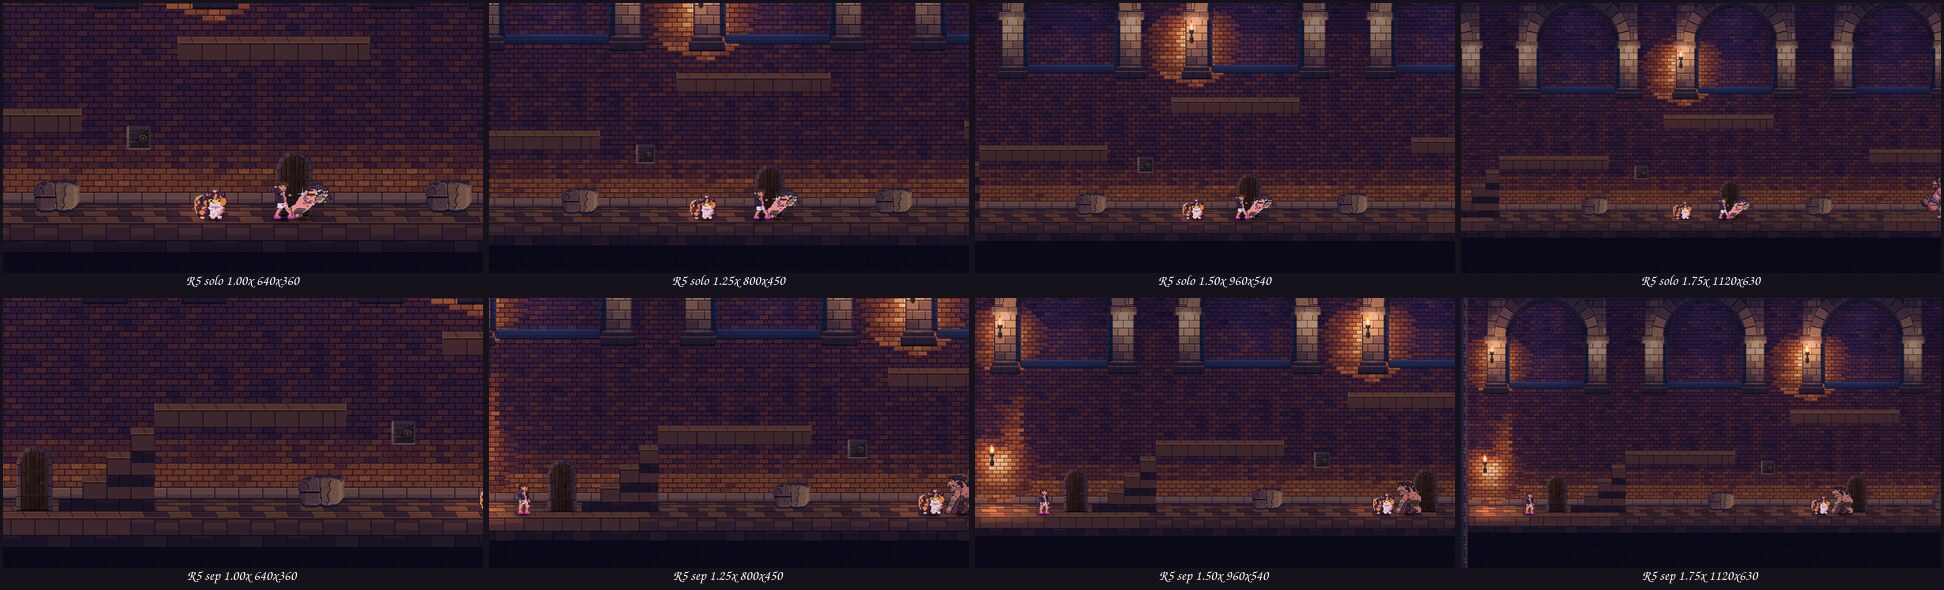 R5 solo 1.00x 640x360
R5 solo 1.25x 800x450
R5 solo 1.50x 960x540
R5 solo 1.75x 1120x630
R5 sep 1.00x 640x360
R5 sep 1.25x 800x450
R5 sep 1.50x 960x540
R5 sep 1.75x 1120x630